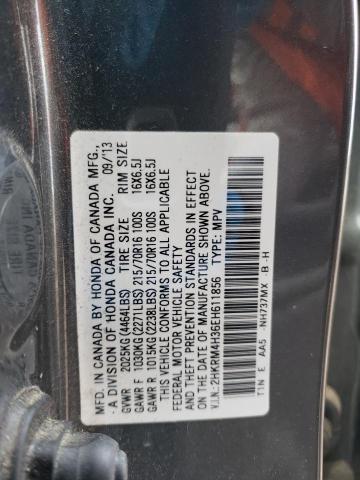 MFD. IN CANADA BY HONDA OF CANADA MFG.,
- A DIVISION OF HONDA CANADA INC. 09/'13
GVWR 2025KG(4464LBS) TIRE SIZE RIM SIZE
GAWR F 1030KG(2271LBS) 215/70R16 100S 16X6.5J
GAWR R 1015KG(2238LBS) 215/70R16 100S 16X6.5J
THIS VEHICLE CONFORMS TO ALL APPLICABLE
FEDERAL MOTOR VEHICLE SAFETY
AND THEFT PREVENTION STANDARDS IN EFFECT
ON THE DATE OF MANUFACTURE SHOWN ABOVE.
V.I.N.: 2HKRM4H36EH611856 TYPE: MPV
T1N E AA5 NH737MX - B - H